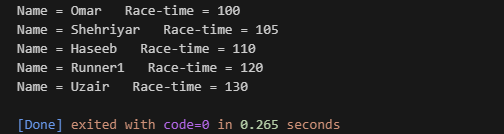 Name = Omar   Race-time = 100
Name = Shehriyar   Race-time = 105
Name = Haseeb   Race-time = 110
Name = Runner1   Race-time = 120
Name = Uzair   Race-time = 130
[Done] exited with code=0 in 0.265 seconds